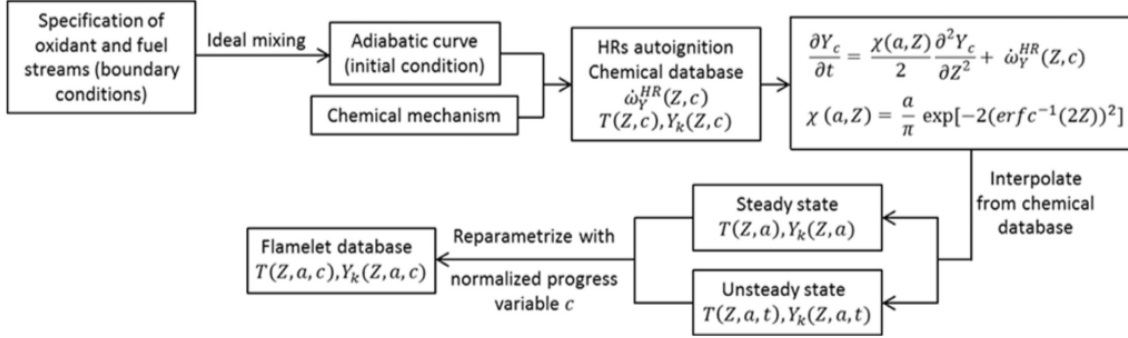 Specification of
oxidant and fuel
streams (boundary
conditions)
Ideal mixing
Adiabatic curve
(initial condition)
Chemical mechanism
HRs autoignition
Chemical database
ω̇_Y^{HR}(Z,c)
T(Z,c),Y_k(Z,c)
∂Y_c/∂t = χ(a,Z)/2 ∂²Y_c/∂Z² + ω̇_Y^{HR}(Z,c)
χ (a,Z) = a/π exp[-2(erfc⁻¹(2Z))²]
Interpolate
from chemical
database
Steady state
T(Z,a),Y_k(Z,a)
Unsteady state
T(Z,a,t),Y_k(Z,a,t)
Reparametrize with
normalized progress
variable c
Flamelet database
T(Z,a,c),Y_k(Z,a,c)